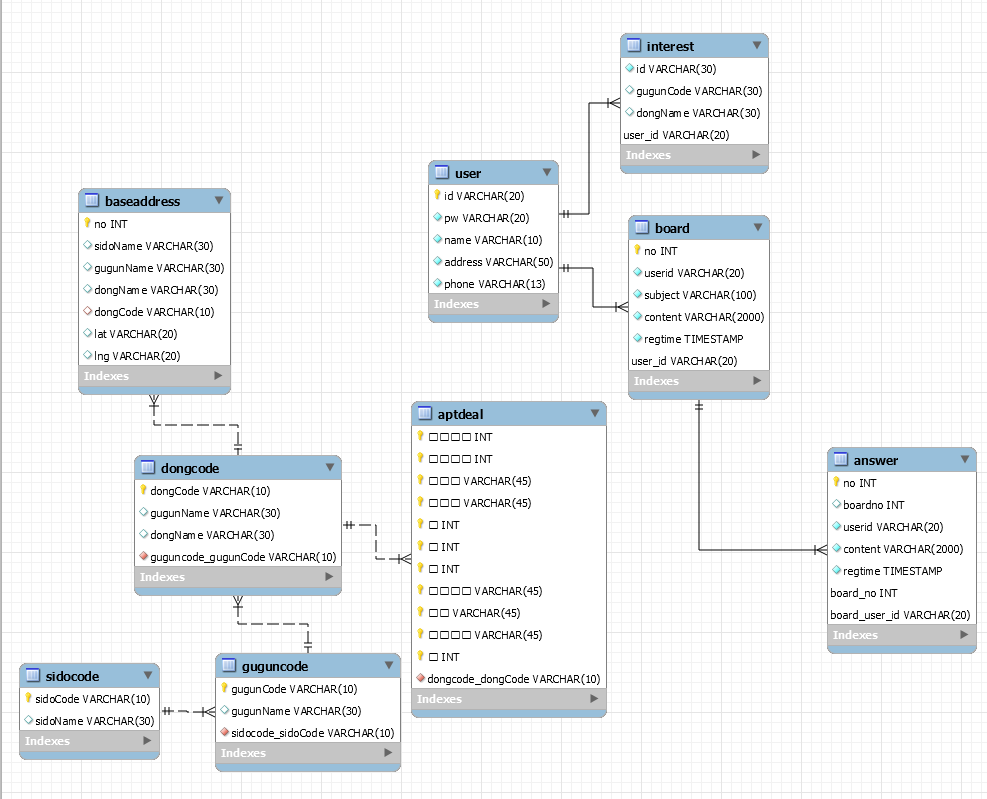 interest
id VARCHAR(30)
gugunCode VARCHAR(30)
dongName VARCHAR(30)
user_id VARCHAR(20)
Indexes
user
id VARCHAR(20)
pw VARCHAR(20)
name VARCHAR(10)
address VARCHAR(50)
phone VARCHAR(13)
Indexes
baseaddress
no INT
sidoName VARCHAR(30)
gugunName VARCHAR(30)
dongName VARCHAR(30)
dongCode VARCHAR(10)
lat VARCHAR(20)
lng VARCHAR(20)
Indexes
board
no INT
userid VARCHAR(20)
subject VARCHAR(100)
content VARCHAR(2000)
regtime TIMESTAMP
user_id VARCHAR(20)
Indexes
aptdeal
□□□□ INT
□□□□ INT
□□□ VARCHAR(45)
□□□ VARCHAR(45)
□ INT
□ INT
□ INT
□□□□ VARCHAR(45)
□□ VARCHAR(45)
□□□□ VARCHAR(45)
□ INT
dongcode_dongCode VARCHAR(10)
Indexes
answer
no INT
boardno INT
userid VARCHAR(20)
content VARCHAR(2000)
regtime TIMESTAMP
board_no INT
board_user_id VARCHAR(20)
Indexes
dongcode
dongCode VARCHAR(10)
gugunName VARCHAR(30)
dongName VARCHAR(30)
guguncode_gugunCode VARCHAR(10)
Indexes
guguncode
gugunCode VARCHAR(10)
gugunName VARCHAR(30)
sidocode_sidoCode VARCHAR(10)
Indexes
sidocode
sidoCode VARCHAR(10)
sidoName VARCHAR(30)
Indexes